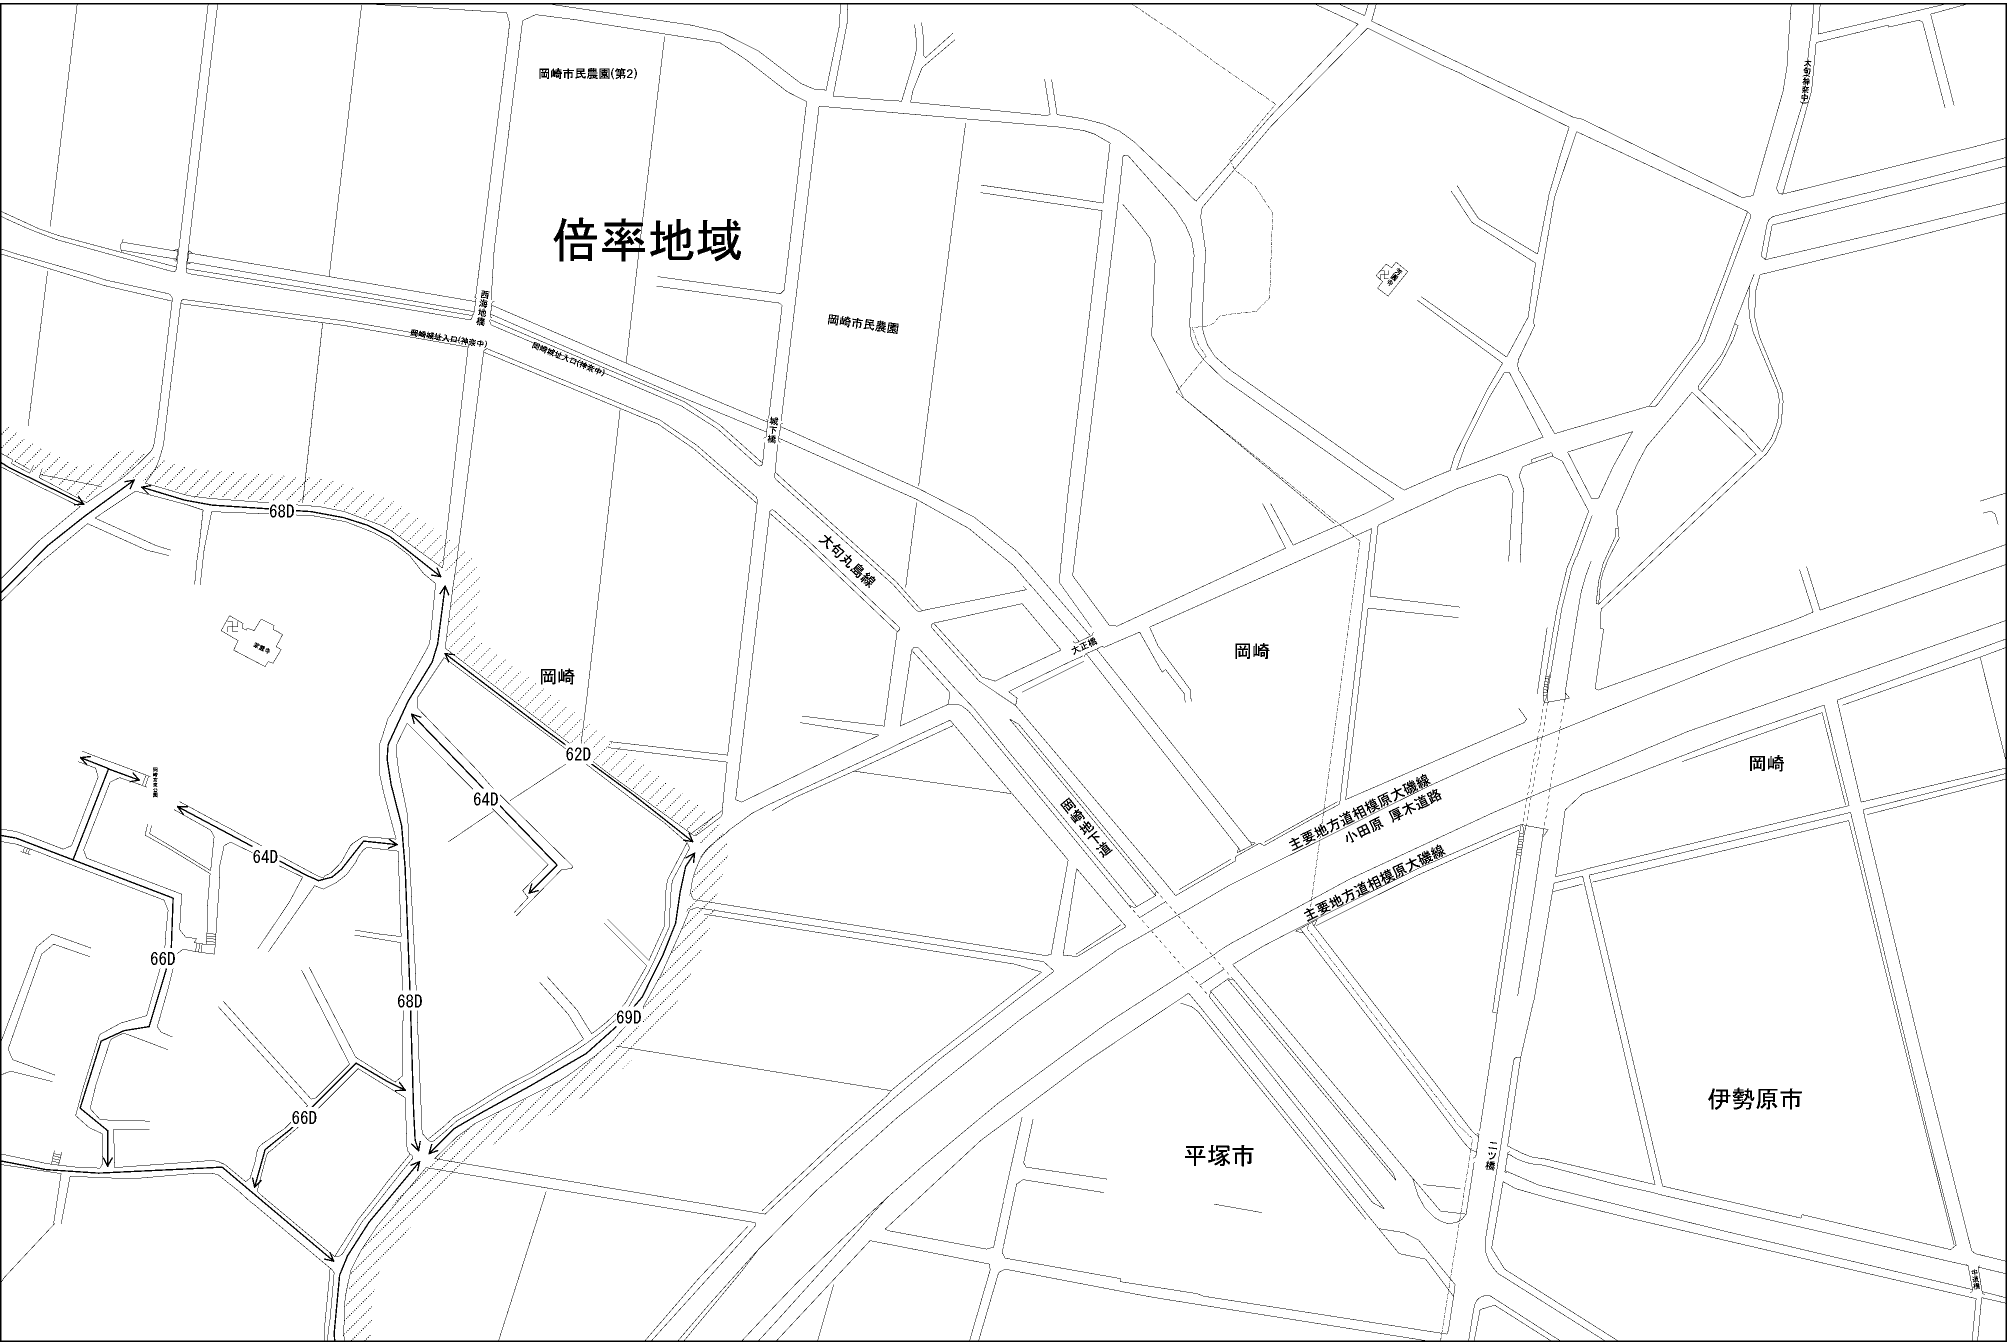 岡崎市民農園(第2)
大句(神奈中)
倍率地域
西海地橋
岡崎城址入口(神奈中)
岡崎城址入口(神奈中)
岡崎市民農園
城下橋
68D
大句丸島線
大正橋
岡崎
岡崎
62D
64D
64D
岡崎
主要地方道相模原大磯線
小田原 厚木道路
主要地方道相模原大磯線
岡崎地下道
66D
68D
69D
66D
伊勢原市
平塚市
二ツ橋